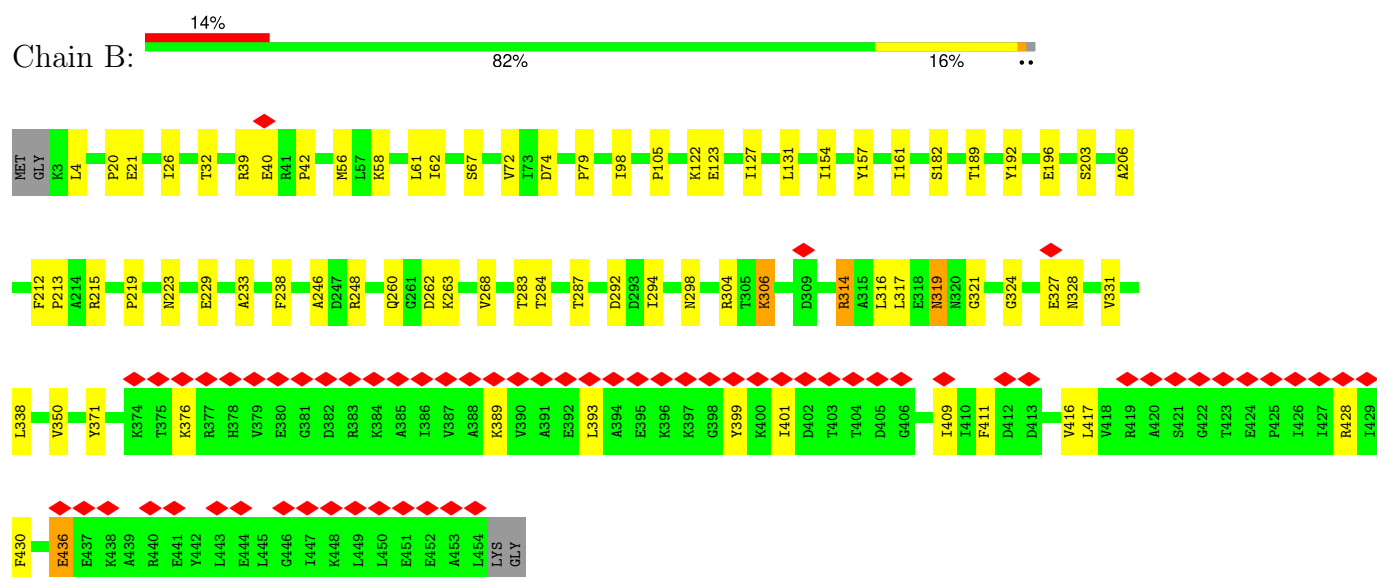 14%
Chain B:
82% 16% ••
MET GLY K3 L4 P20 E21 I26 T32 R39 E40 R41 P42 M56 L57 K58 L61 I62 S67 V72 I73 D74 P79 I98 P105 K122 E123 I127 L131 I154 Y157 I161 S182 T189 Y192 E196 S203 A206
F212 P213 A214 R215 P219 N223 E229 A233 F238 A246 D247 R248 Q260 G261 D262 K263 V268 T283 T284 T287 D292 D293 I294 N298 R304 T305 K306 D309 R314 A315 L316 L317 E318 N319 N320 G321 G324 E327 N328 V331
L338 V350 Y371 K374 T375 K376 R377 H378 V379 E380 G381 D382 R383 K384 A385 I386 V387 A388 K389 V390 A391 E392 L393 A394 E395 K396 K397 G398 Y399 K400 I401 D402 T403 T404 D405 G406 I409 I410 F411 D412 D413 V416 L417 V418 R419 A420 S421 G422 T423 E424 P425 I426 I427 R428 I429
F430 E436 E437 K438 A439 R440 E441 Y442 L443 E444 L445 G446 I447 K448 L449 L450 E451 E452 A453 L454 LYS GLY